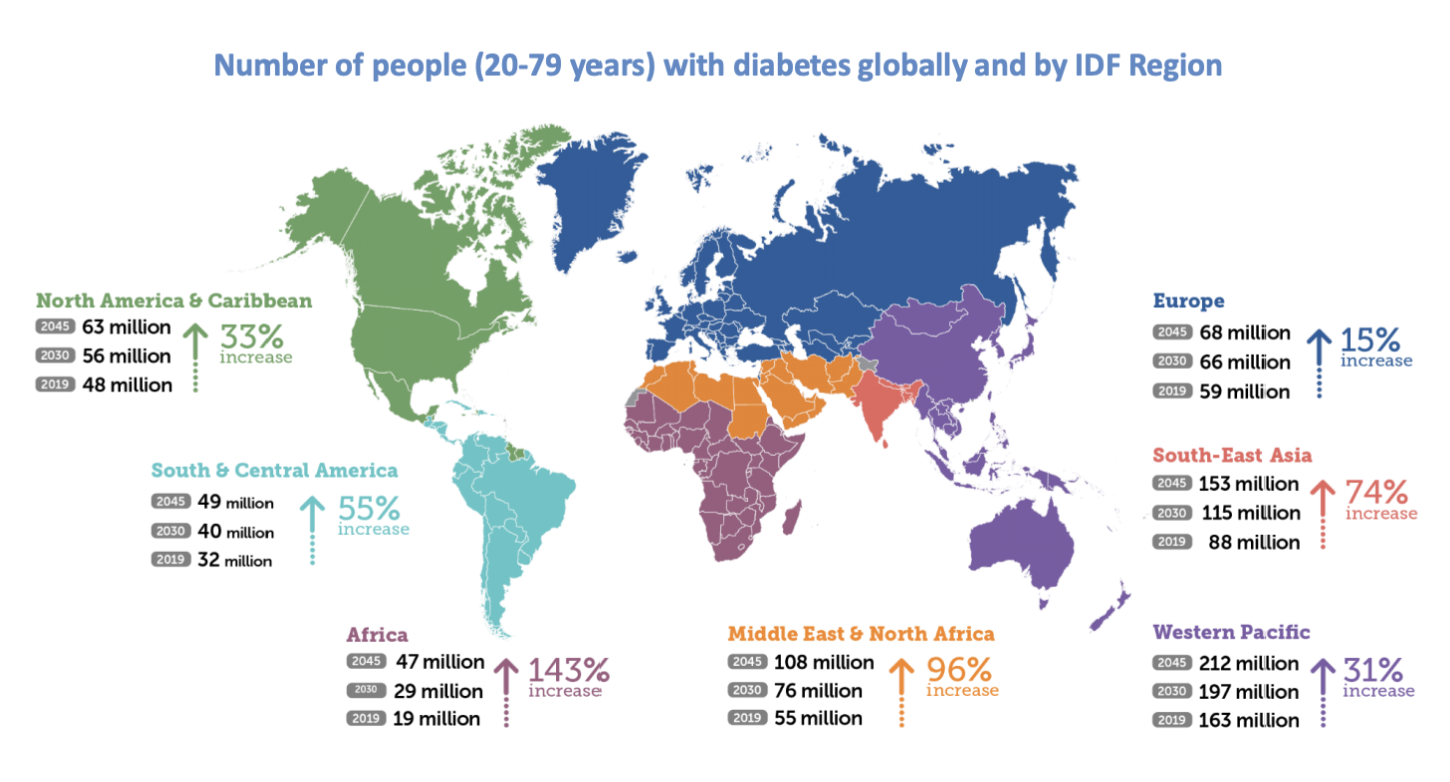 Number of people (20-79 years) with diabetes globally and by IDF Region
North America & Caribbean
2045 63 million
2030 56 million
2019 48 million
33%
increase
South & Central America
2045 49 million
2030 40 million
2019 32 million
55%
increase
Africa
2045 47 million
2030 29 million
2019 19 million
143%
increase
Middle East & North Africa
2045 108 million
2030 76 million
2019 55 million
96%
increase
Europe
2045 68 million
2030 66 million
2019 59 million
15%
increase
South-East Asia
2045 153 million
2030 115 million
2019 88 million
74%
increase
Western Pacific
2045 212 million
2030 197 million
2019 163 million
31%
increase